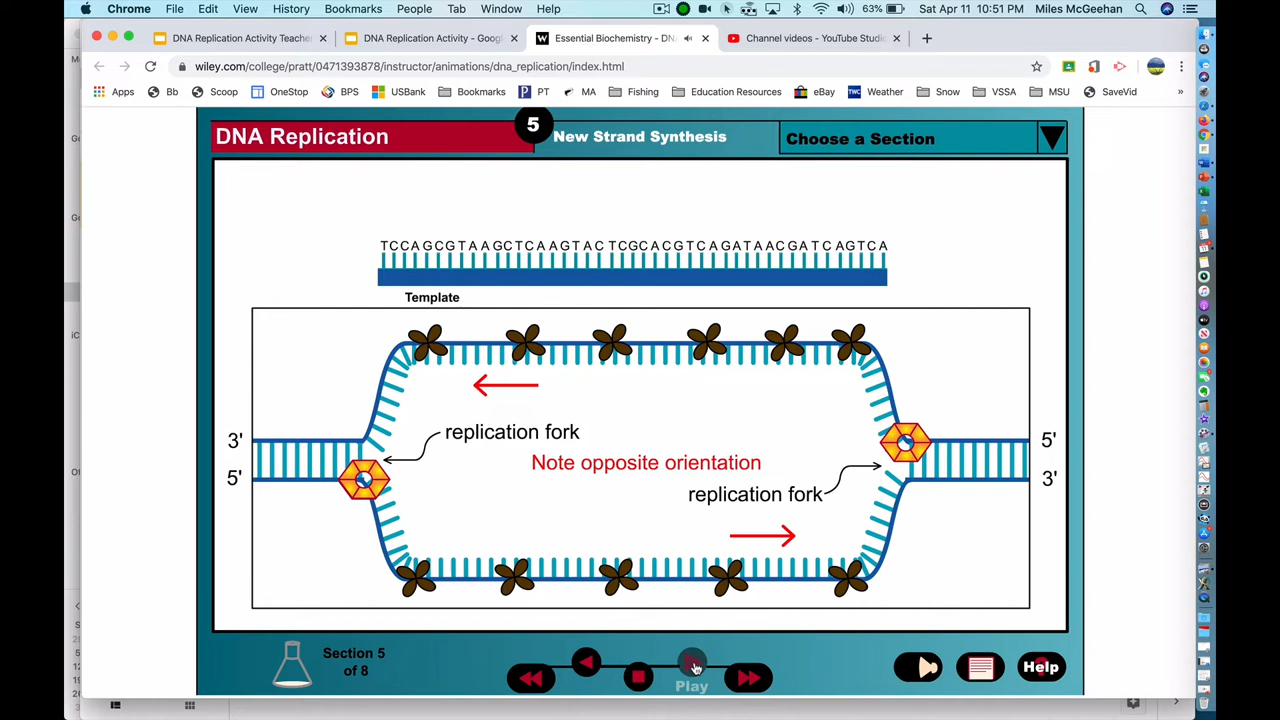 Chrome File Edit View History Bookmarks People Tab Window Help 63% Sat Apr 11 10:51 PM Miles McGeehan
DNA Replication Activity Teache DNA Replication Activity - Goog Essential Biochemistry - DN Channel videos - YouTube Studi
wiley.com/college/pratt/0471393878/instructor/animations/dna_replication/index.html
Apps Bb Scoop OneStop BPS USBank Bookmarks PT MA Fishing Education Resources eBay Weather Snow VSSA MSU SaveVid »
DNA Replication 5 New Strand Synthesis Choose a Section
TCCAGCGTAAGCTCAAGTACTCGCACGTCAGATAACGATCAGTCA
Template
replication fork
3' 5'
Note opposite orientation
5' 3'
replication fork
Section 5
of 8
Play
Help